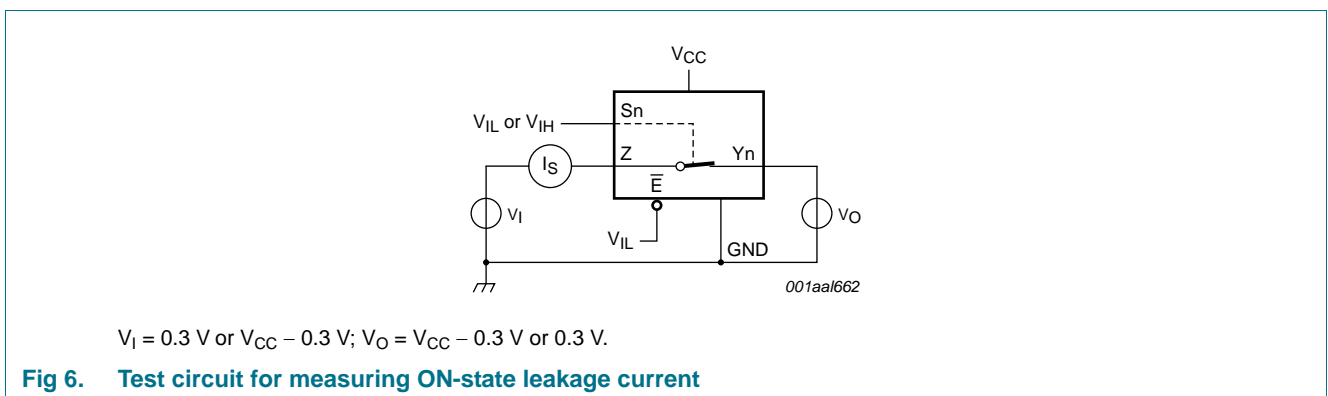 VCC
Sn
VIL or VIH
Z
Yn
IS
E
VI
VO
VIL
GND
001aal662
VI = 0.3 V or VCC − 0.3 V; VO = VCC − 0.3 V or 0.3 V.
Fig 6. Test circuit for measuring ON-state leakage current